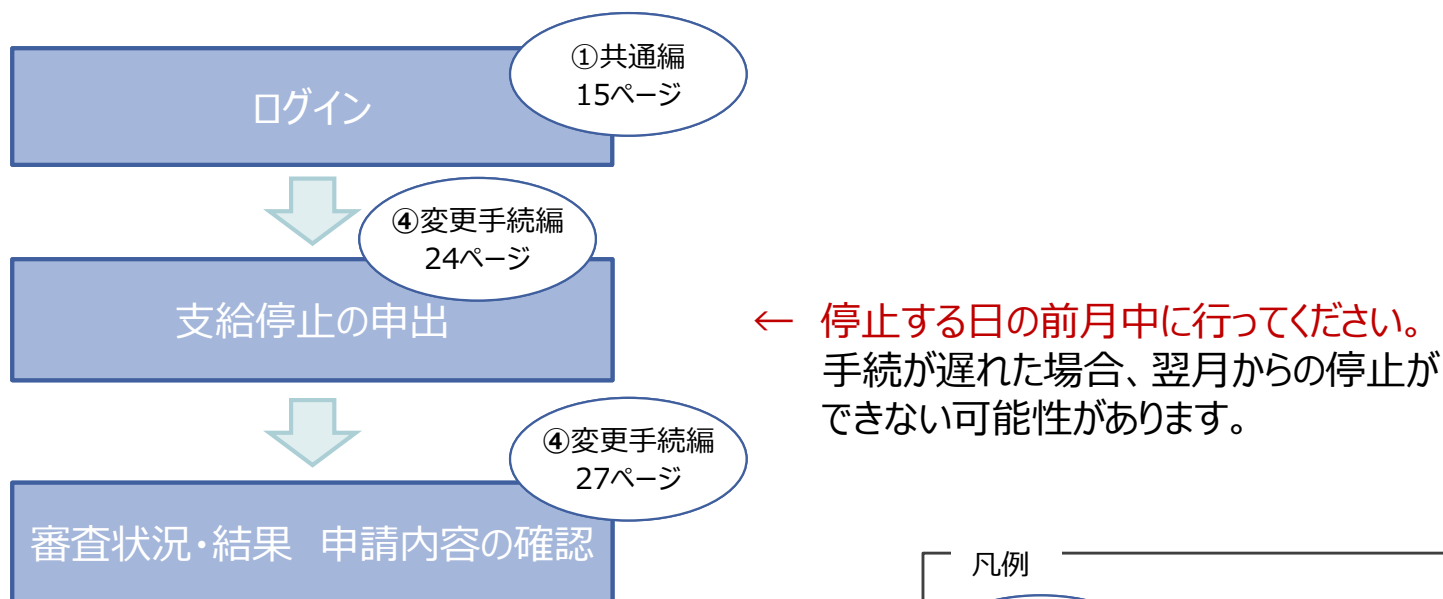 ①共通編
15ページ
ログイン
④変更手続編
24ページ
支給停止の申出
← 停止する日の前月中に行ってください。
手続が遅れた場合、翌月からの停止が
できない可能性があります。
④変更手続編
27ページ
審査状況・結果　申請内容の確認
凡例